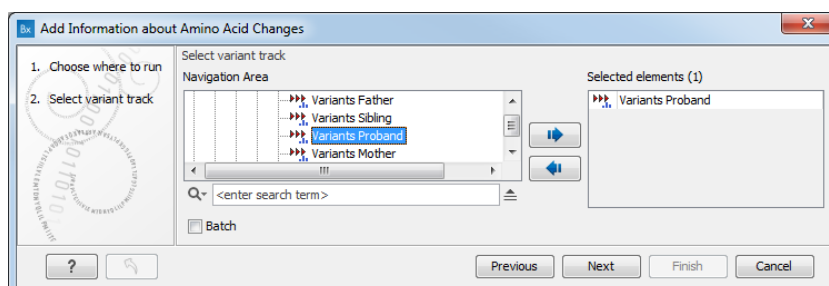 Bx Add Information about Amino Acid Changes
1. Choose where to run
2. Select variant track
Select variant track
Navigation Area
Variants Father
Variants Sibling
Variants Proband
Variants Mother
<enter search term>
Batch
Selected elements (1)
Variants Proband
?
Previous
Next
Finish
Cancel